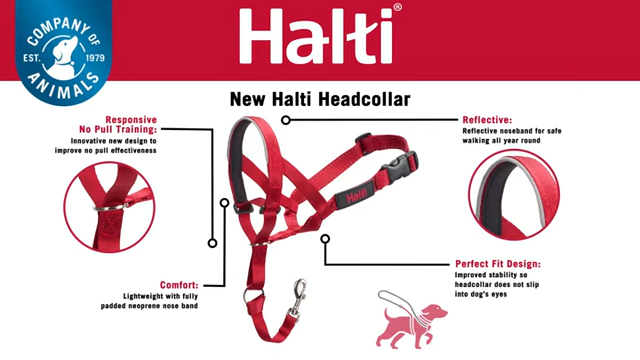 COMPANY OF
EST. 1979
ANIMALS
Halti®
New Halti Headcollar
Responsive
No Pull Training:
Innovative new design to
improve no pull effectiveness
Reflective:
Reflective noseband for safe
walking all year round
Halti
Comfort:
Lightweight with fully
padded neoprene nose band
Perfect Fit Design:
Improved stability so
headcollar does not slip
into dog's eyes